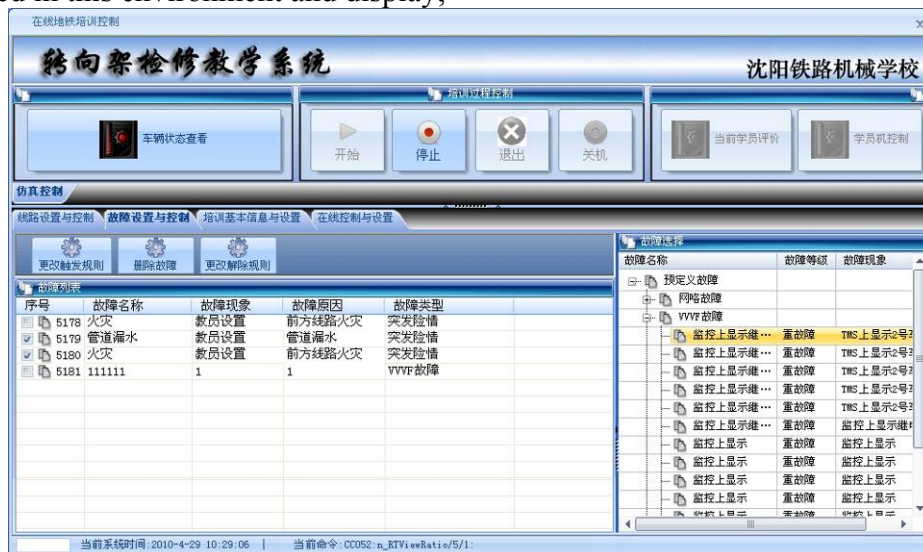 ed in this environment and display,
在线地铁培训控制
转向架检修教学系统
沈阳铁路机械学校
培训过程控制
车辆状态查看
开始
停止
退出
关机
当前学员评价
学员机控制
仿真控制
线路设置与控制 故障设置与控制 培训基本信息与设置 在线控制与设置
更改触发规则 删除故障 更改解除规则
故障列表
序号 故障名称 故障现象 故障原因 故障类型
5178 火灾 教员设置 前方线路火灾 突发险情
5179 管道漏水 教员设置 管道漏水 突发险情
5180 火灾 教员设置 前方线路火灾 突发险情
5181 111111 1 1 VVVF故障
故障选择
故障名称 故障等级 故障现象
预定义故障
网络故障
VVVF故障
监控上显示继… 重故障 TMS上显示2号
监控上显示继… 重故障 TMS上显示2号
监控上显示继… 重故障 TMS上显示2号
监控上显示继… 重故障 TMS上显示2号
监控上显示继… 重故障 监控上显示继
监控上显示 重故障 监控上显示
监控上显示 重故障 监控上显示
监控上显示 重故障 监控上显示
监控上显示 重故障 监控上显示
监控上显示 重故障 监控上显示
当前系统时间:2010-4-29 10:29:06 | 当前命令:CC052:n_RTViewRatio/5/1: